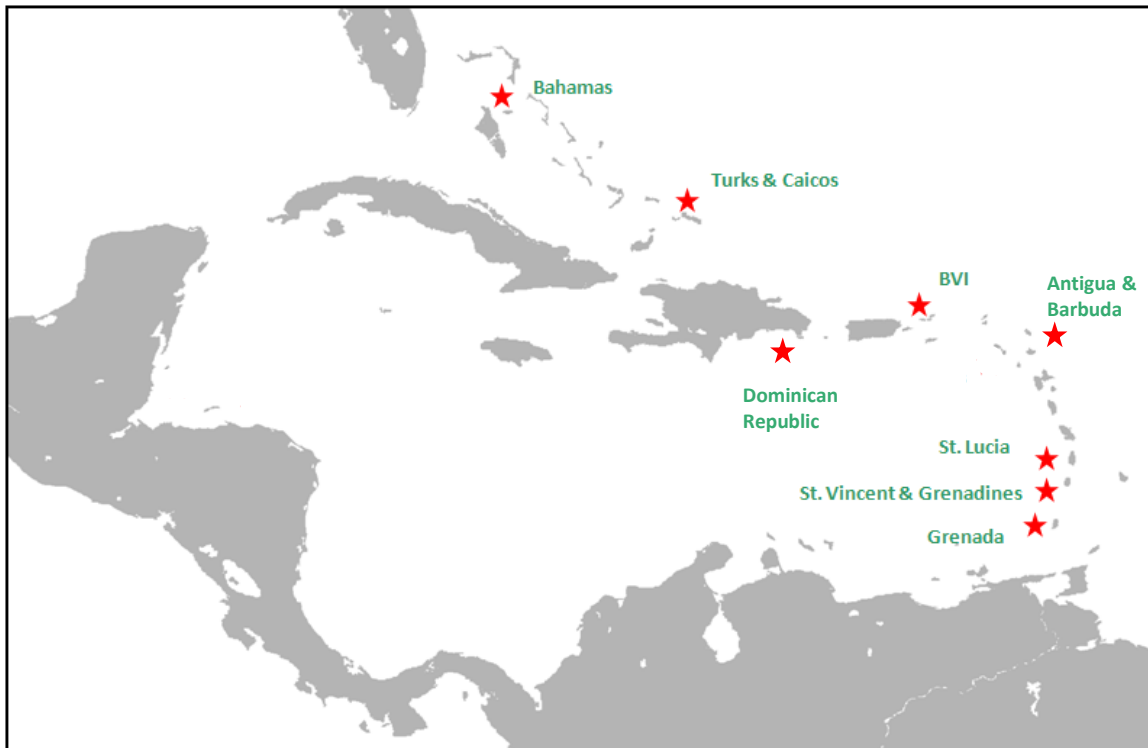 Bahamas
Turks & Caicos
BVI
Antigua &
Barbuda
Dominican
Republic
St. Lucia
St. Vincent & Grenadines
Grenada